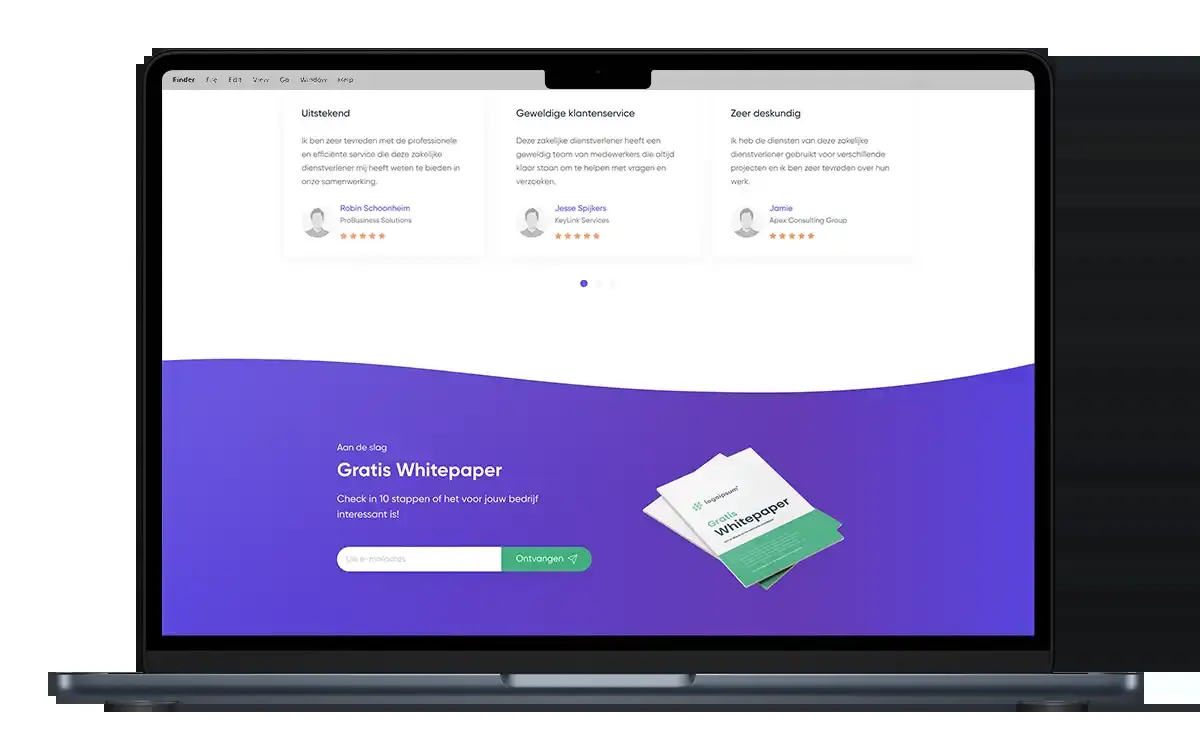 Finder File Edit View Go Window Help
Uitstekend
Ik ben zeer tevreden met de professionele
en efficiënte service die deze zakelijke
dienstverlener mij heeft weten te bieden in
onze samenwerking.
Robin Schoonheim
ProBusiness Solutions
Geweldige klantenservice
Deze zakelijke dienstverlener heeft een
geweldig team van medewerkers die altijd
klaar staan om te helpen met vragen en
verzoeken.
Jesse Spijkers
KeyLink Services
Zeer deskundig
Ik heb de diensten van deze zakelijke
dienstverlener gebruikt voor verschillende
projecten en ik ben zeer tevreden over hun
werk.
Jamie
Apex Consulting Group
Aan de slag
Gratis Whitepaper
Check in 10 stappen of het voor jouw bedrijf
interessant is!
Uw e-mailadres
Ontvangen
logoipsum
Gratis
Whitepaper